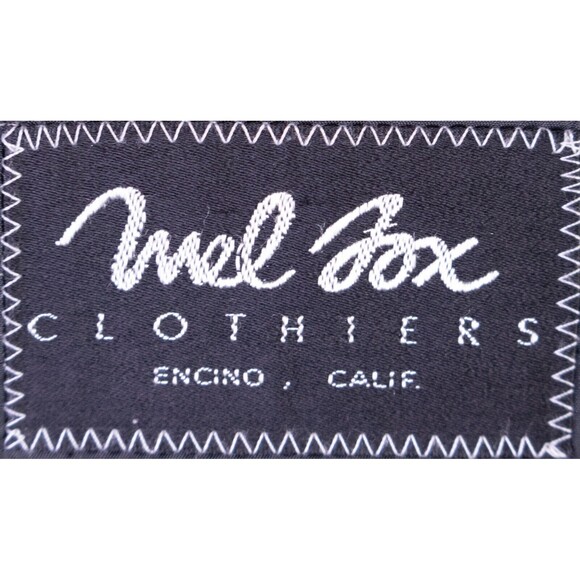 Mel Fox
CLOTHIERS
ENCINO, CALIF.